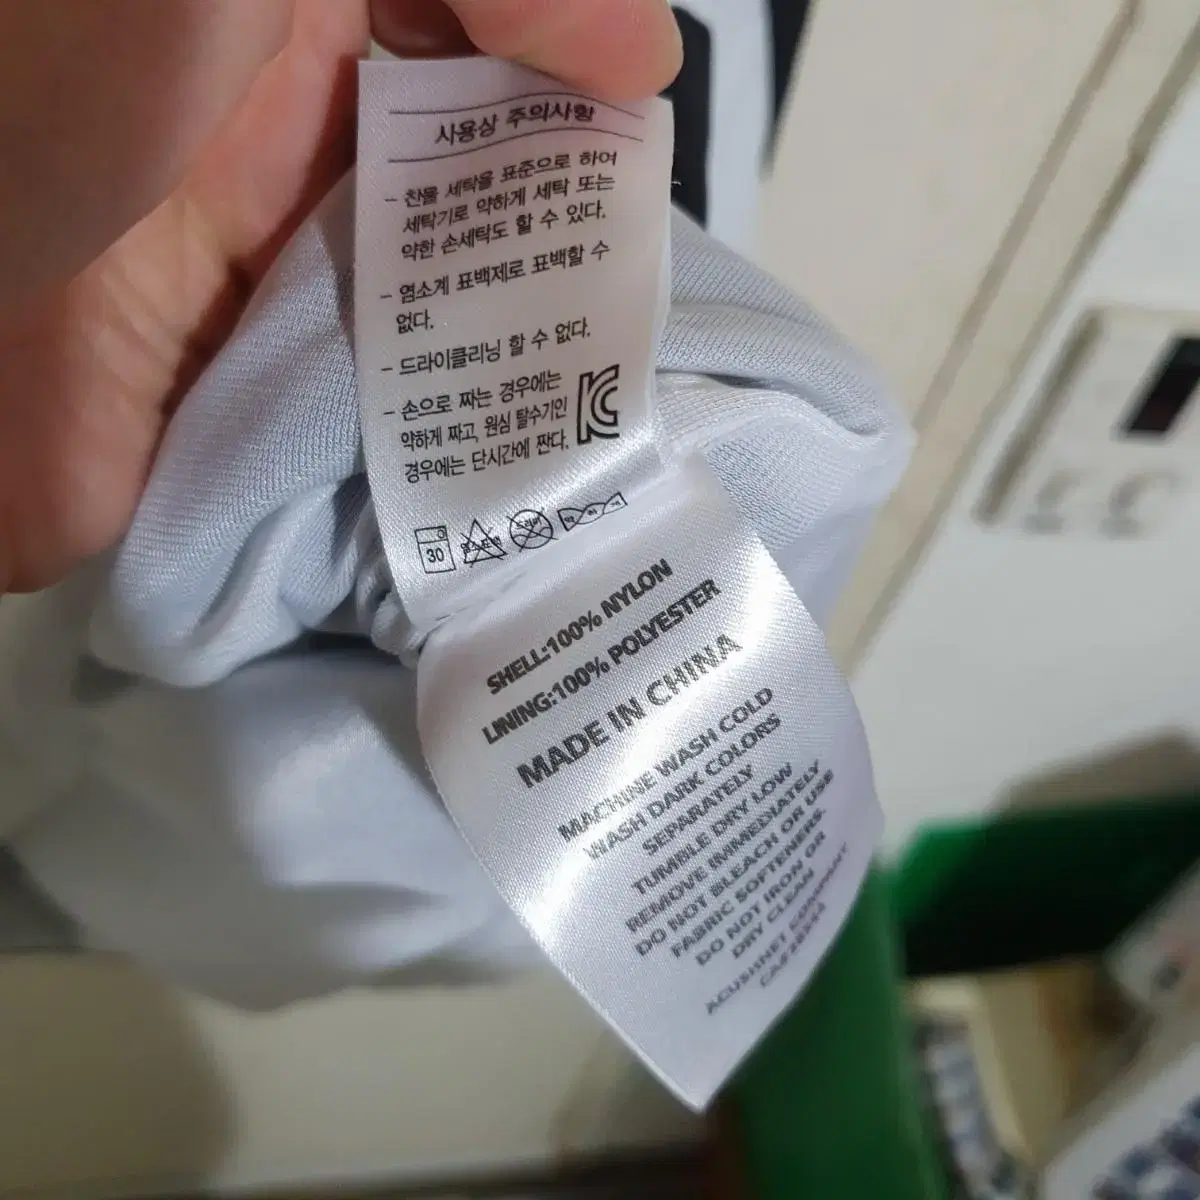 사용상 주의사항
- 찬물 세탁을 표준으로 하여
세탁기로 약하게 세탁 또는
약한 손세탁도 할 수 있다.
- 염소계 표백제로 표백할 수
없다.
- 드라이클리닝 할 수 없다.
- 손으로 짜는 경우에는
약하게 짜고, 원심 탈수기인
경우에는 단시간에 짠다.
30
드라이
약하게
SHELL:100% NYLON
LINING:100% POLYESTER
MADE IN CHINA
MACHINE WASH COLD
WASH DARK COLORS
SEPARATELY
TUMBLE DRY LOW
REMOVE IMMEDIATELY
DO NOT BLEACH OR USE
FABRIC SOFTENERS.
DO NOT IRON OR
DRY CLEAN
ACUSHNET COMPANY